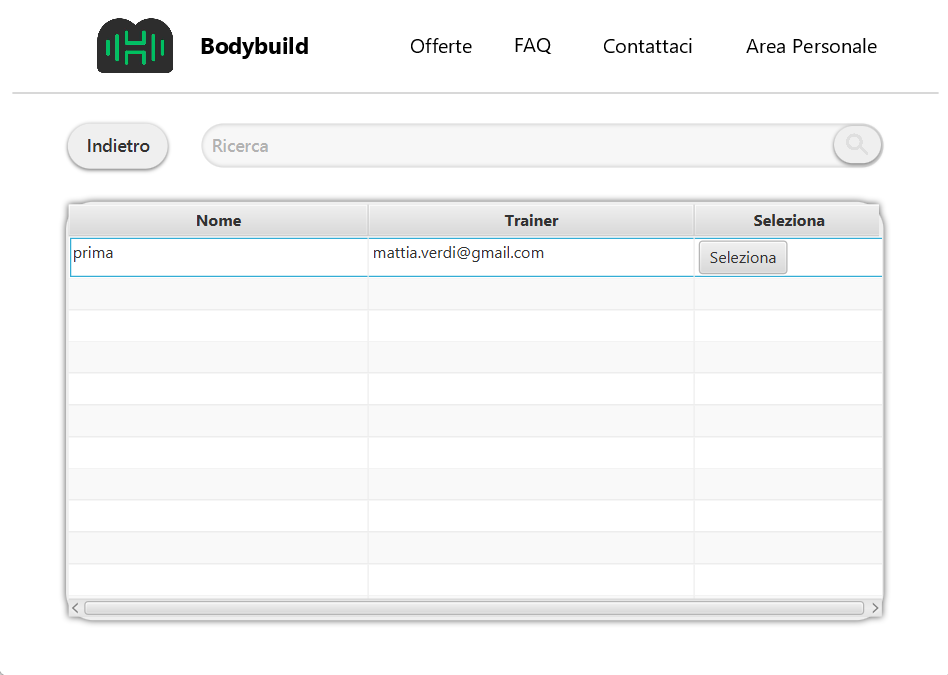 Bodybuild Offerte FAQ Contattaci Area Personale
Indietro Ricerca
Nome Trainer Seleziona
prima mattia.verdi@gmail.com Seleziona